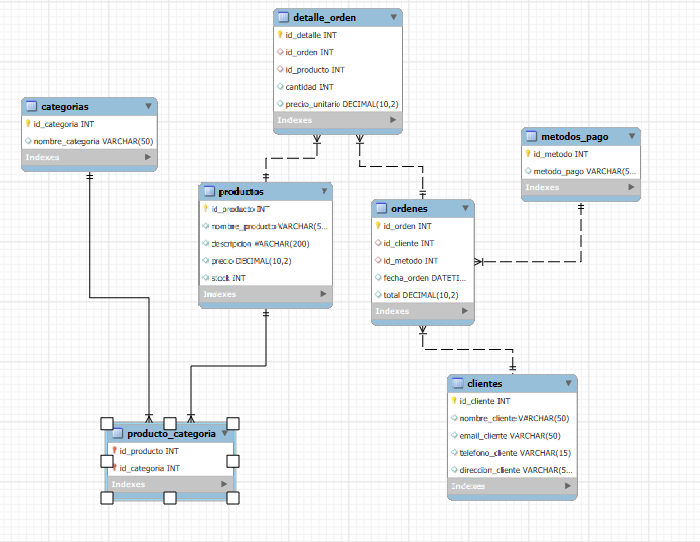 detalle_orden
id_detalle INT
id_orden INT
id_producto INT
cantidad INT
precio_unitario DECIMAL(10,2)
Indexes
categorias
id_categoria INT
nombre_categoria VARCHAR(50)
Indexes
metodos_pago
id_metodo INT
metodo_pago VARCHAR(5...
Indexes
productos
id_producto INT
nombre_producto VARCHAR(5...
descripcion VARCHAR(200)
precio DECIMAL(10,2)
stock INT
Indexes
ordenes
id_orden INT
id_cliente INT
id_metodo INT
fecha_orden DATETI...
total DECIMAL(10,2)
Indexes
clientes
id_cliente INT
nombre_cliente VARCHAR(50)
email_cliente VARCHAR(50)
telefono_cliente VARCHAR(15)
direccion_cliente VARCHAR(5...
Indexes
producto_categoria
id_producto INT
id_categoria INT
Indexes